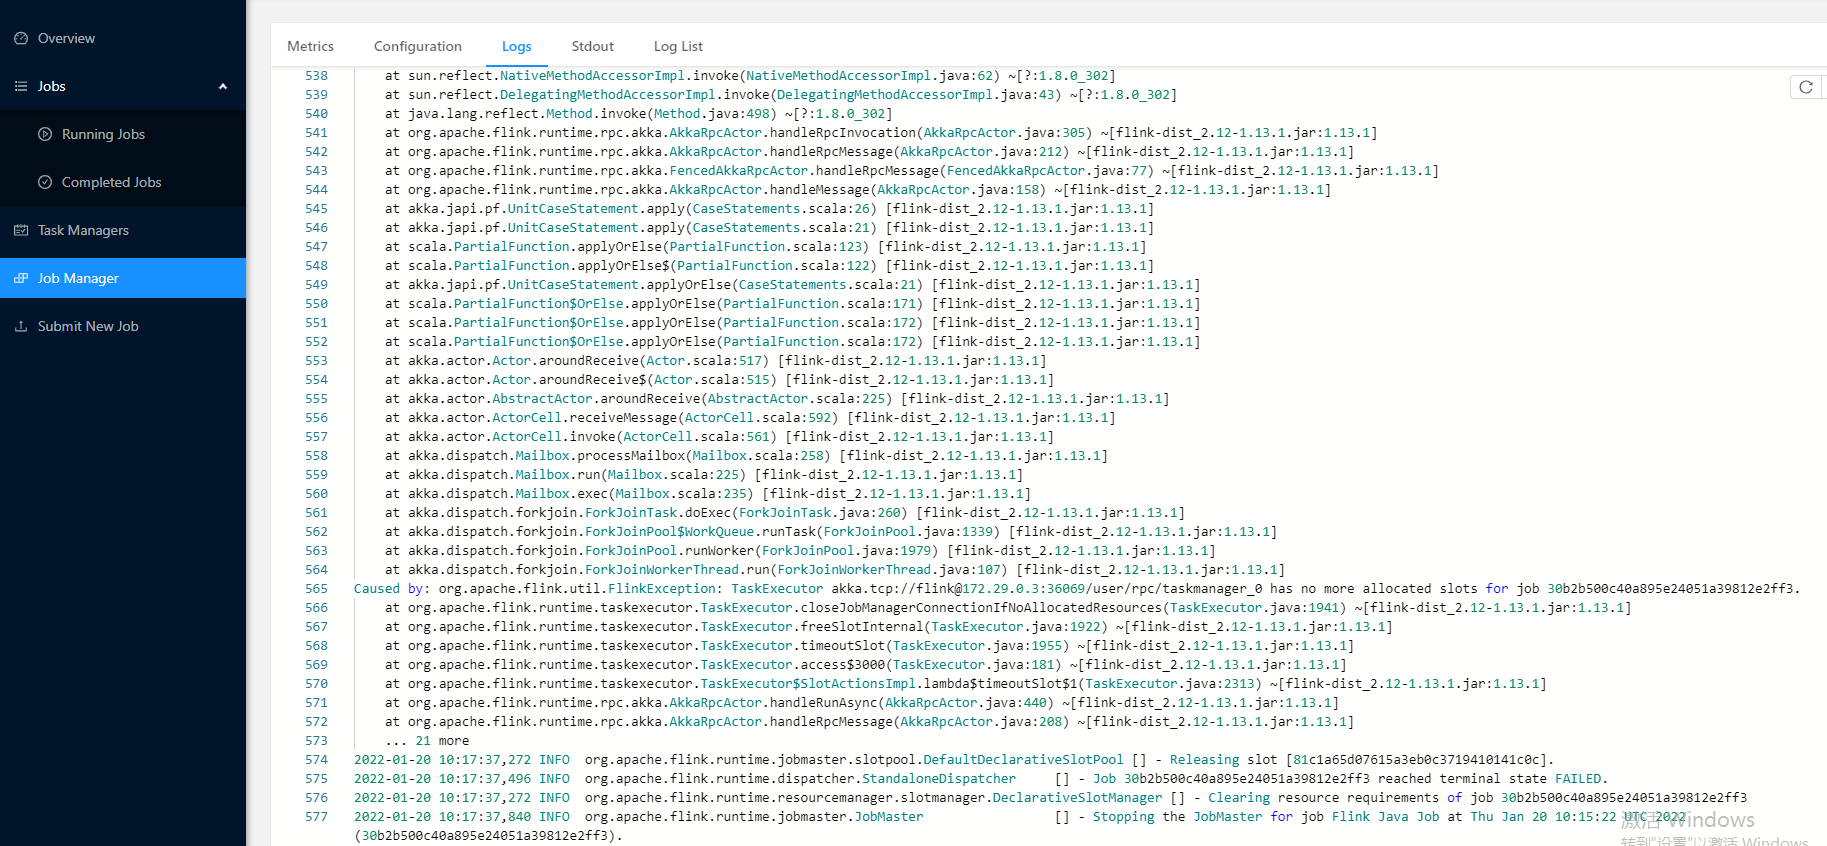 Overview
Jobs
Running Jobs
Completed Jobs
Task Managers
Job Manager
Submit New Job
Metrics Configuration Logs Stdout Log List
538 at sun.reflect.NativeMethodAccessorImpl.invoke(NativeMethodAccessorImpl.java:62) ~[?:1.8.0_302]
539 at sun.reflect.DelegatingMethodAccessorImpl.invoke(DelegatingMethodAccessorImpl.java:43) ~[?:1.8.0_302]
540 at java.lang.reflect.Method.invoke(Method.java:498) ~[?:1.8.0_302]
541 at org.apache.flink.runtime.rpc.akka.AkkaRpcActor.handleRpcInvocation(AkkaRpcActor.java:305) ~[flink-dist_2.12-1.13.1.jar:1.13.1]
542 at org.apache.flink.runtime.rpc.akka.AkkaRpcActor.handleRpcMessage(AkkaRpcActor.java:212) ~[flink-dist_2.12-1.13.1.jar:1.13.1]
543 at org.apache.flink.runtime.rpc.akka.FencedAkkaRpcActor.handleRpcMessage(FencedAkkaRpcActor.java:77) ~[flink-dist_2.12-1.13.1.jar:1.13.1]
544 at org.apache.flink.runtime.rpc.akka.AkkaRpcActor.handleMessage(AkkaRpcActor.java:158) ~[flink-dist_2.12-1.13.1.jar:1.13.1]
545 at akka.japi.pf.UnitCaseStatement.apply(CaseStatements.scala:26) [flink-dist_2.12-1.13.1.jar:1.13.1]
546 at akka.japi.pf.UnitCaseStatement.apply(CaseStatements.scala:21) [flink-dist_2.12-1.13.1.jar:1.13.1]
547 at scala.PartialFunction.applyOrElse(PartialFunction.scala:123) [flink-dist_2.12-1.13.1.jar:1.13.1]
548 at scala.PartialFunction.applyOrElse$(PartialFunction.scala:122) [flink-dist_2.12-1.13.1.jar:1.13.1]
549 at akka.japi.pf.UnitCaseStatement.applyOrElse(CaseStatements.scala:21) [flink-dist_2.12-1.13.1.jar:1.13.1]
550 at scala.PartialFunction$OrElse.applyOrElse(PartialFunction.scala:171) [flink-dist_2.12-1.13.1.jar:1.13.1]
551 at scala.PartialFunction$OrElse.applyOrElse(PartialFunction.scala:172) [flink-dist_2.12-1.13.1.jar:1.13.1]
552 at scala.PartialFunction$OrElse.applyOrElse(PartialFunction.scala:172) [flink-dist_2.12-1.13.1.jar:1.13.1]
553 at akka.actor.Actor.aroundReceive(Actor.scala:517) [flink-dist_2.12-1.13.1.jar:1.13.1]
554 at akka.actor.Actor.aroundReceive$(Actor.scala:515) [flink-dist_2.12-1.13.1.jar:1.13.1]
555 at akka.actor.AbstractActor.aroundReceive(AbstractActor.scala:225) [flink-dist_2.12-1.13.1.jar:1.13.1]
556 at akka.actor.ActorCell.receiveMessage(ActorCell.scala:592) [flink-dist_2.12-1.13.1.jar:1.13.1]
557 at akka.actor.ActorCell.invoke(ActorCell.scala:561) [flink-dist_2.12-1.13.1.jar:1.13.1]
558 at akka.dispatch.Mailbox.processMailbox(Mailbox.scala:258) [flink-dist_2.12-1.13.1.jar:1.13.1]
559 at akka.dispatch.Mailbox.run(Mailbox.scala:225) [flink-dist_2.12-1.13.1.jar:1.13.1]
560 at akka.dispatch.Mailbox.exec(Mailbox.scala:235) [flink-dist_2.12-1.13.1.jar:1.13.1]
561 at akka.dispatch.forkjoin.ForkJoinTask.doExec(ForkJoinTask.java:260) [flink-dist_2.12-1.13.1.jar:1.13.1]
562 at akka.dispatch.forkjoin.ForkJoinPool$WorkQueue.runTask(ForkJoinPool.java:1339) [flink-dist_2.12-1.13.1.jar:1.13.1]
563 at akka.dispatch.forkjoin.ForkJoinPool.runWorker(ForkJoinPool.java:1979) [flink-dist_2.12-1.13.1.jar:1.13.1]
564 at akka.dispatch.forkjoin.ForkJoinWorkerThread.run(ForkJoinWorkerThread.java:107) [flink-dist_2.12-1.13.1.jar:1.13.1]
565 Caused by: org.apache.flink.util.FlinkException: TaskExecutor akka.tcp://flink@172.29.0.3:36069/user/rpc/taskmanager_0 has no more allocated slots for job 30b2b500c40a895e24051a39812e2ff3.
566 at org.apache.flink.runtime.taskexecutor.TaskExecutor.closeJobManagerConnectionIfNoAllocatedResources(TaskExecutor.java:1941) ~[flink-dist_2.12-1.13.1.jar:1.13.1]
567 at org.apache.flink.runtime.taskexecutor.TaskExecutor.freeSlotInternal(TaskExecutor.java:1922) ~[flink-dist_2.12-1.13.1.jar:1.13.1]
568 at org.apache.flink.runtime.taskexecutor.TaskExecutor.timeoutSlot(TaskExecutor.java:1955) ~[flink-dist_2.12-1.13.1.jar:1.13.1]
569 at org.apache.flink.runtime.taskexecutor.TaskExecutor.access$3000(TaskExecutor.java:181) ~[flink-dist_2.12-1.13.1.jar:1.13.1]
570 at org.apache.flink.runtime.taskexecutor.TaskExecutor$SlotActionsImpl.lambda$timeoutSlot$1(TaskExecutor.java:2313) ~[flink-dist_2.12-1.13.1.jar:1.13.1]
571 at org.apache.flink.runtime.rpc.akka.AkkaRpcActor.handleRunAsync(AkkaRpcActor.java:440) ~[flink-dist_2.12-1.13.1.jar:1.13.1]
572 at org.apache.flink.runtime.rpc.akka.AkkaRpcActor.handleRpcMessage(AkkaRpcActor.java:208) ~[flink-dist_2.12-1.13.1.jar:1.13.1]
573 ... 21 more
574 2022-01-20 10:17:37,272 INFO org.apache.flink.runtime.jobmaster.slotpool.DefaultDeclarativeSlotPool [] - Releasing slot [81c1a65d07615a3eb0c3719410141c0c].
575 2022-01-20 10:17:37,496 INFO org.apache.flink.runtime.dispatcher.StandaloneDispatcher [] - Job 30b2b500c40a895e24051a39812e2ff3 reached terminal state FAILED.
576 2022-01-20 10:17:37,272 INFO org.apache.flink.runtime.resourcemanager.slotmanager.DeclarativeSlotManager [] - Clearing resource requirements of job 30b2b500c40a895e24051a39812e2ff3
577 2022-01-20 10:17:37,840 INFO org.apache.flink.runtime.jobmaster.JobMaster [] - Stopping the JobMaster for job Flink Java Job at Thu Jan 20 10:15:22 UTC 2022
(30b2b500c40a895e24051a39812e2ff3).
激活 Windows
转到"设置"以激活 Windows